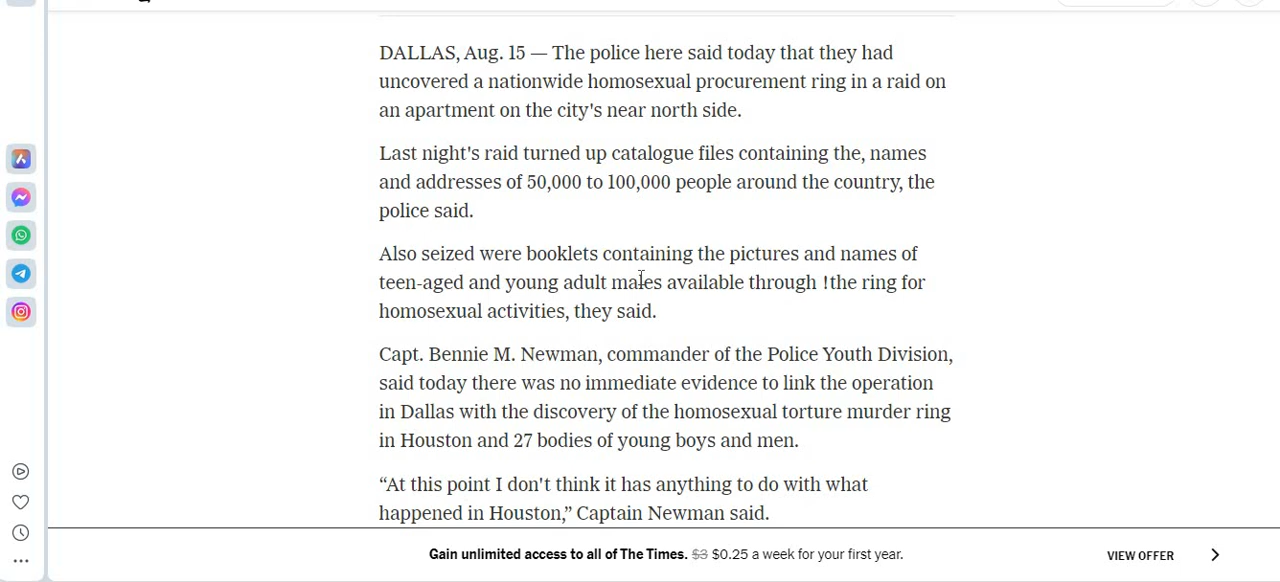 DALLAS, Aug. 15 — The police here said today that they had
uncovered a nationwide homosexual procurement ring in a raid on
an apartment on the city's near north side.
Last night's raid turned up catalogue files containing the, names
and addresses of 50,000 to 100,000 people around the country, the
police said.
Also seized were booklets containing the pictures and names of
teen-aged and young adult males available through !the ring for
homosexual activities, they said.
Capt. Bennie M. Newman, commander of the Police Youth Division,
said today there was no immediate evidence to link the operation
in Dallas with the discovery of the homosexual torture murder ring
in Houston and 27 bodies of young boys and men.
“At this point I don't think it has anything to do with what
happened in Houston,” Captain Newman said.
Gain unlimited access to all of The Times. $3 $0.25 a week for your first year.
VIEW OFFER